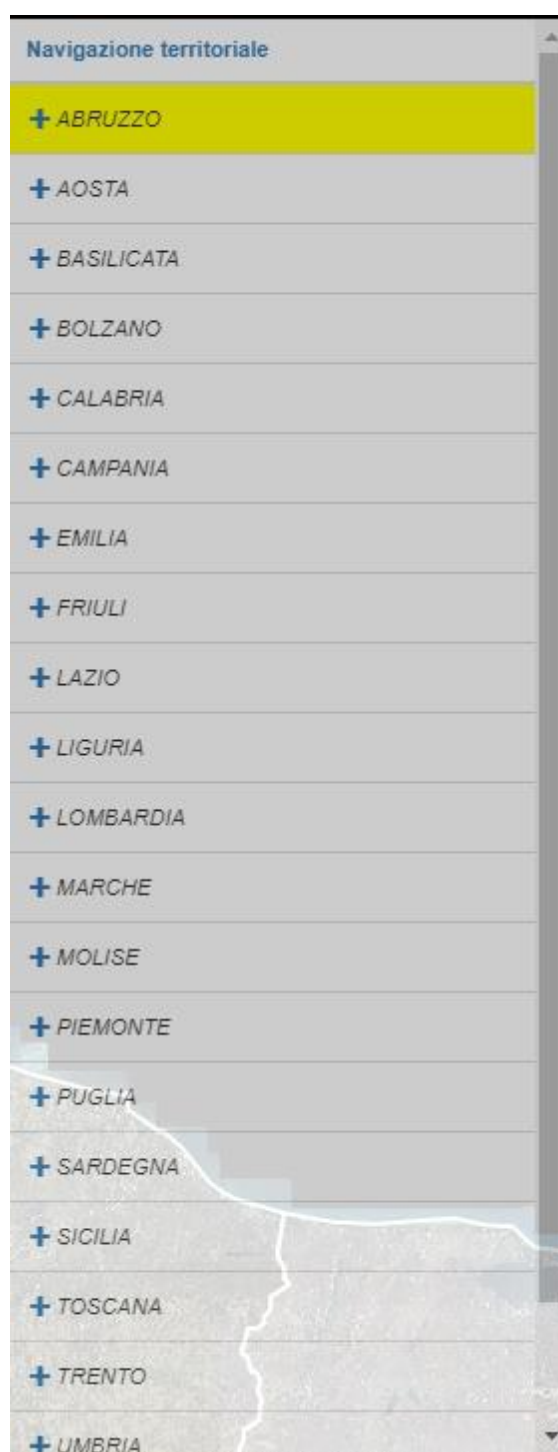 Navigazione territoriale
+ ABRUZZO
+ AOSTA
+ BASILICATA
+ BOLZANO
+ CALABRIA
+ CAMPANIA
+ EMILIA
+ FRIULI
+ LAZIO
+ LIGURIA
+ LOMBARDIA
+ MARCHE
+ MOLISE
+ PIEMONTE
+ PUGLIA
+ SARDEGNA
+ SICILIA
+ TOSCANA
+ TRENTO
+ UMBRIA